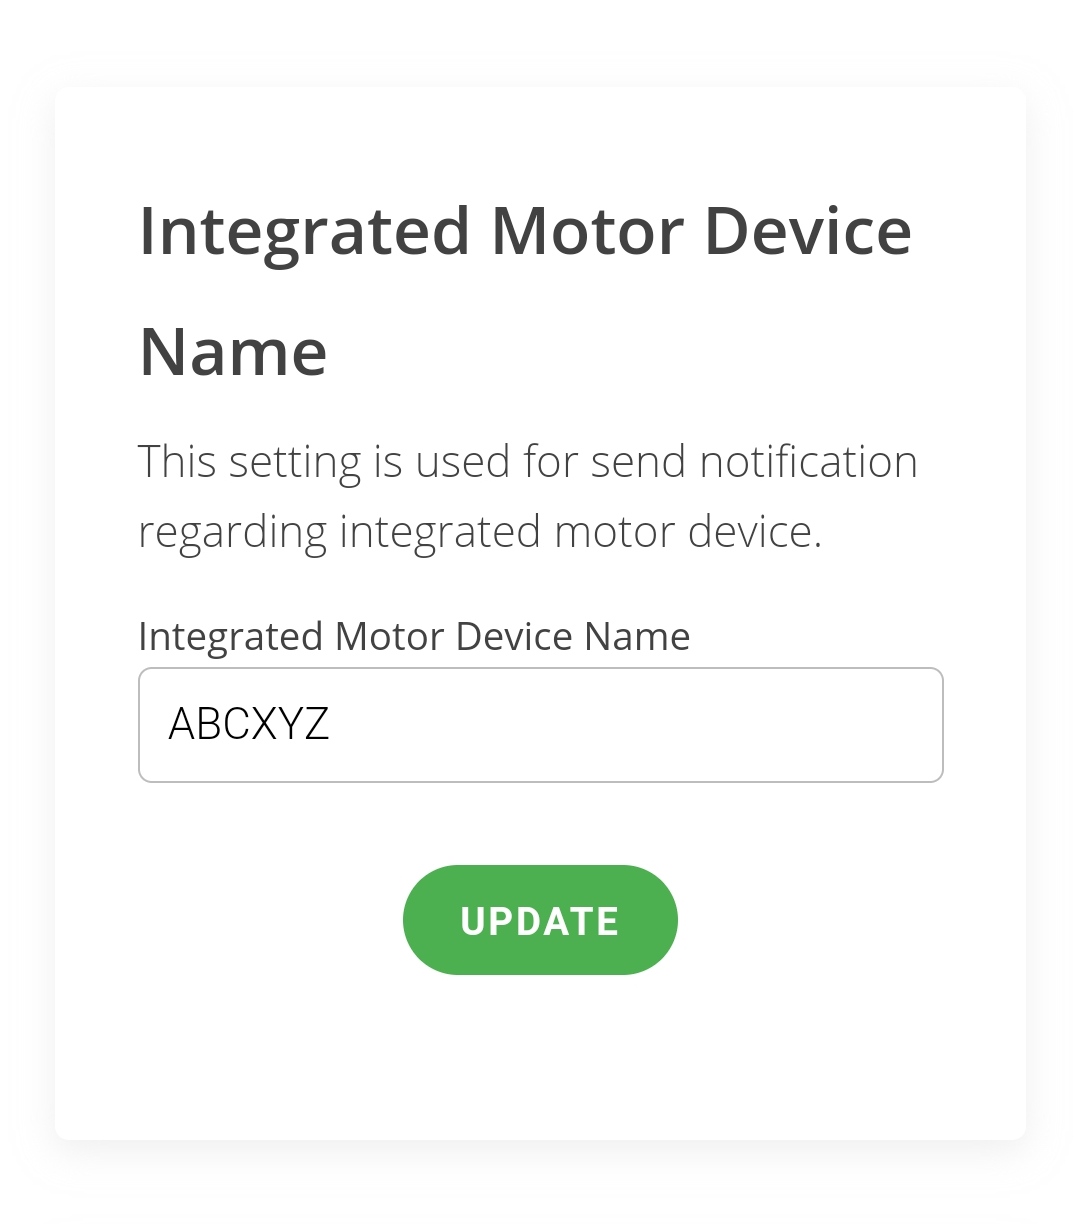 Integrated Motor Device
Name
This setting is used for send notification
regarding integrated motor device.
Integrated Motor Device Name
ABCXYZ
UPDATE